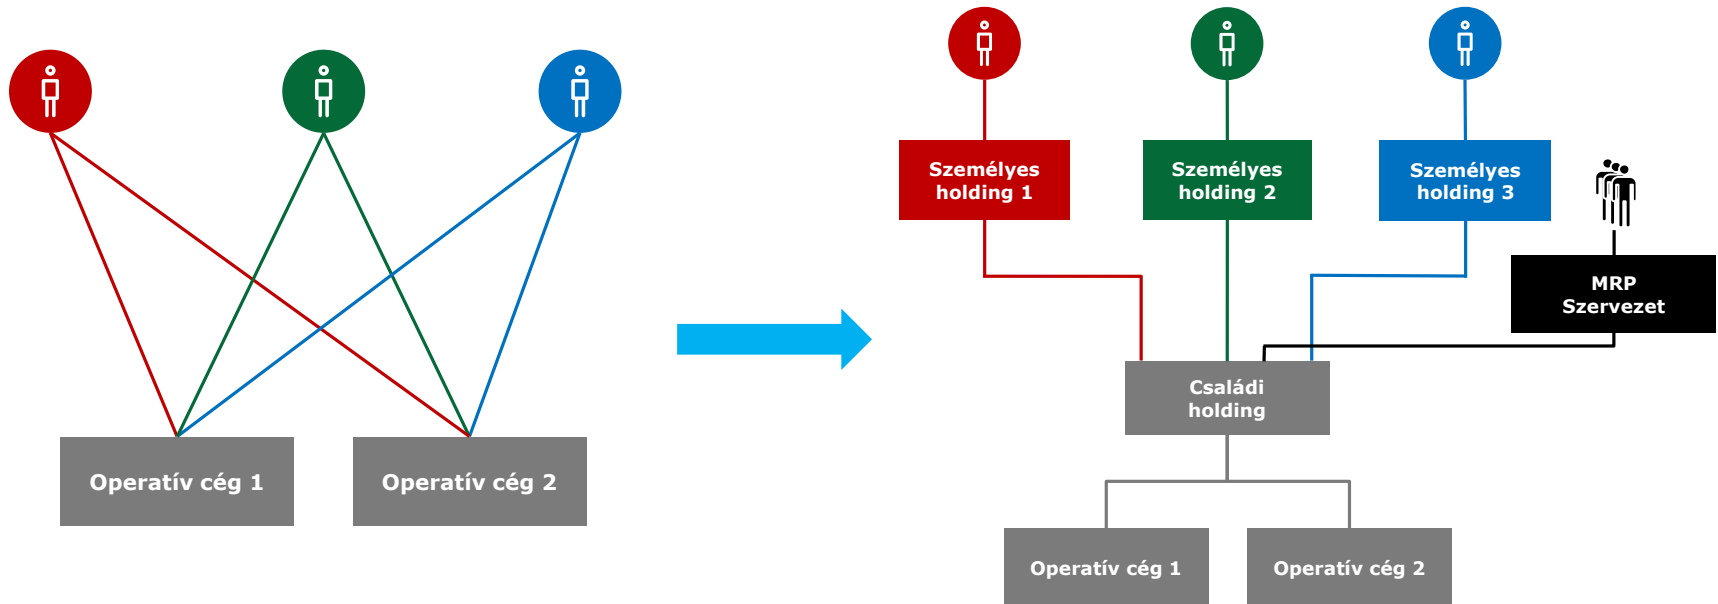 Operatív cég 1
Operatív cég 2
Személyes
holding 1
Személyes
holding 2
Személyes
holding 3
MRP
Szervezet
Családi
holding
Operatív cég 1
Operatív cég 2